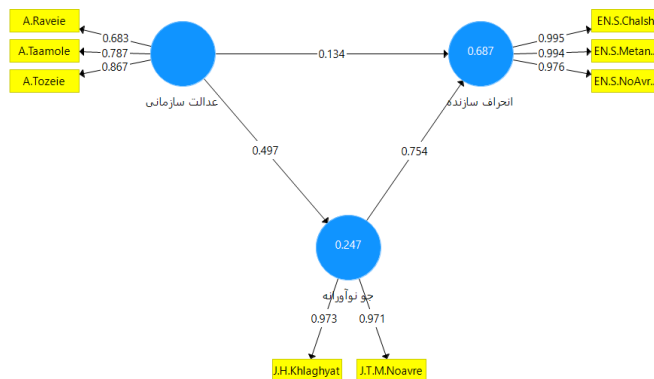 A.Raveie
0.683
A.Taamole
0.787
A.Tozeie
0.867
عدالت سازمانی
0.134
0.687
انحراف سازنده
EN.S.Chalsh
0.995
EN.S.Metan..
0.994
EN.S.NoAvr..
0.976
0.497
0.754
0.247
جو نوآورانه
0.973
0.971
J.H.Khlaghyat
J.T.M.Noavre